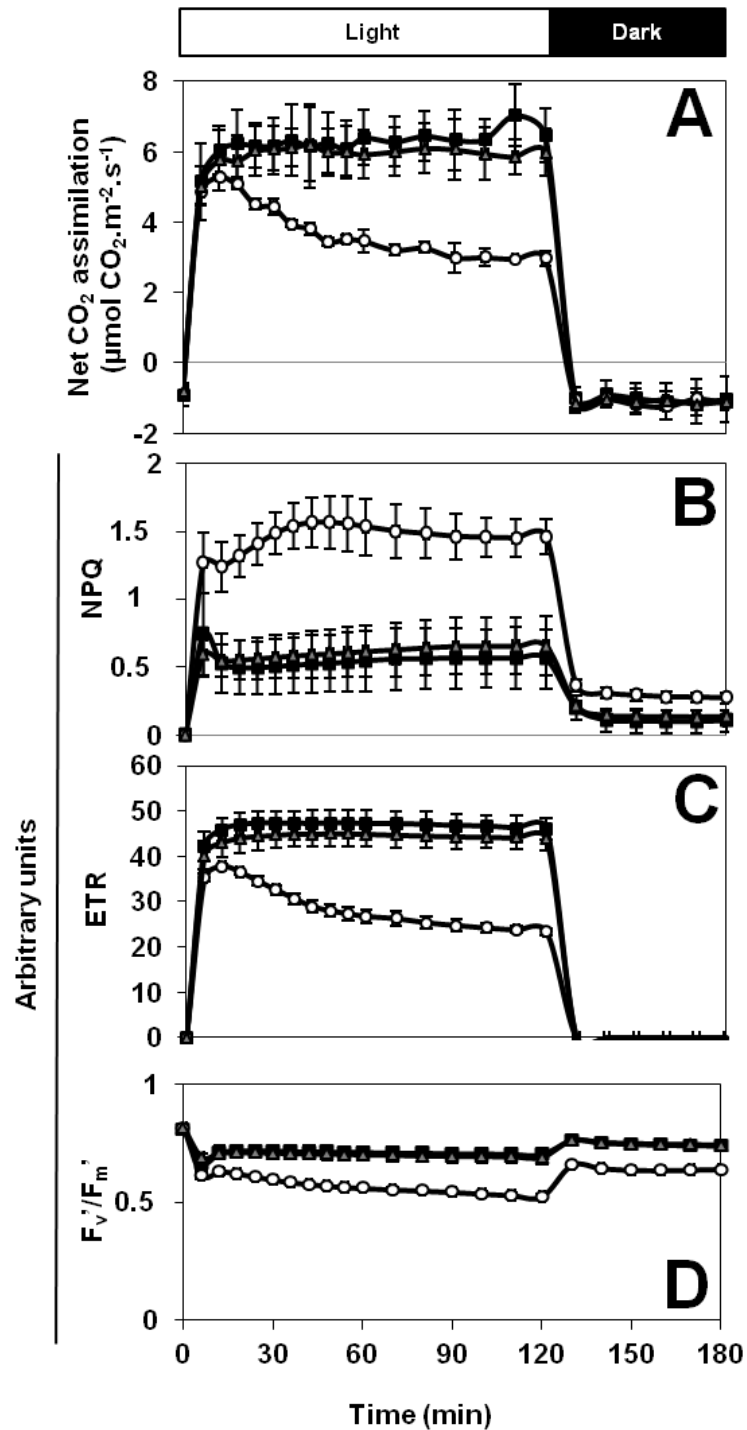 Light Dark
A
8
6
4
2
0
-2
Net CO₂ assimilation
(µmol CO₂.m⁻².s⁻¹)
B
2
1.5
1
0.5
0
NPQ
C
60
50
40
30
20
10
0
ETR
Arbitrary units
D
1
0.5
0
Fᵥ'/Fₘ'
0 30 60 90 120 150 180
Time (min)